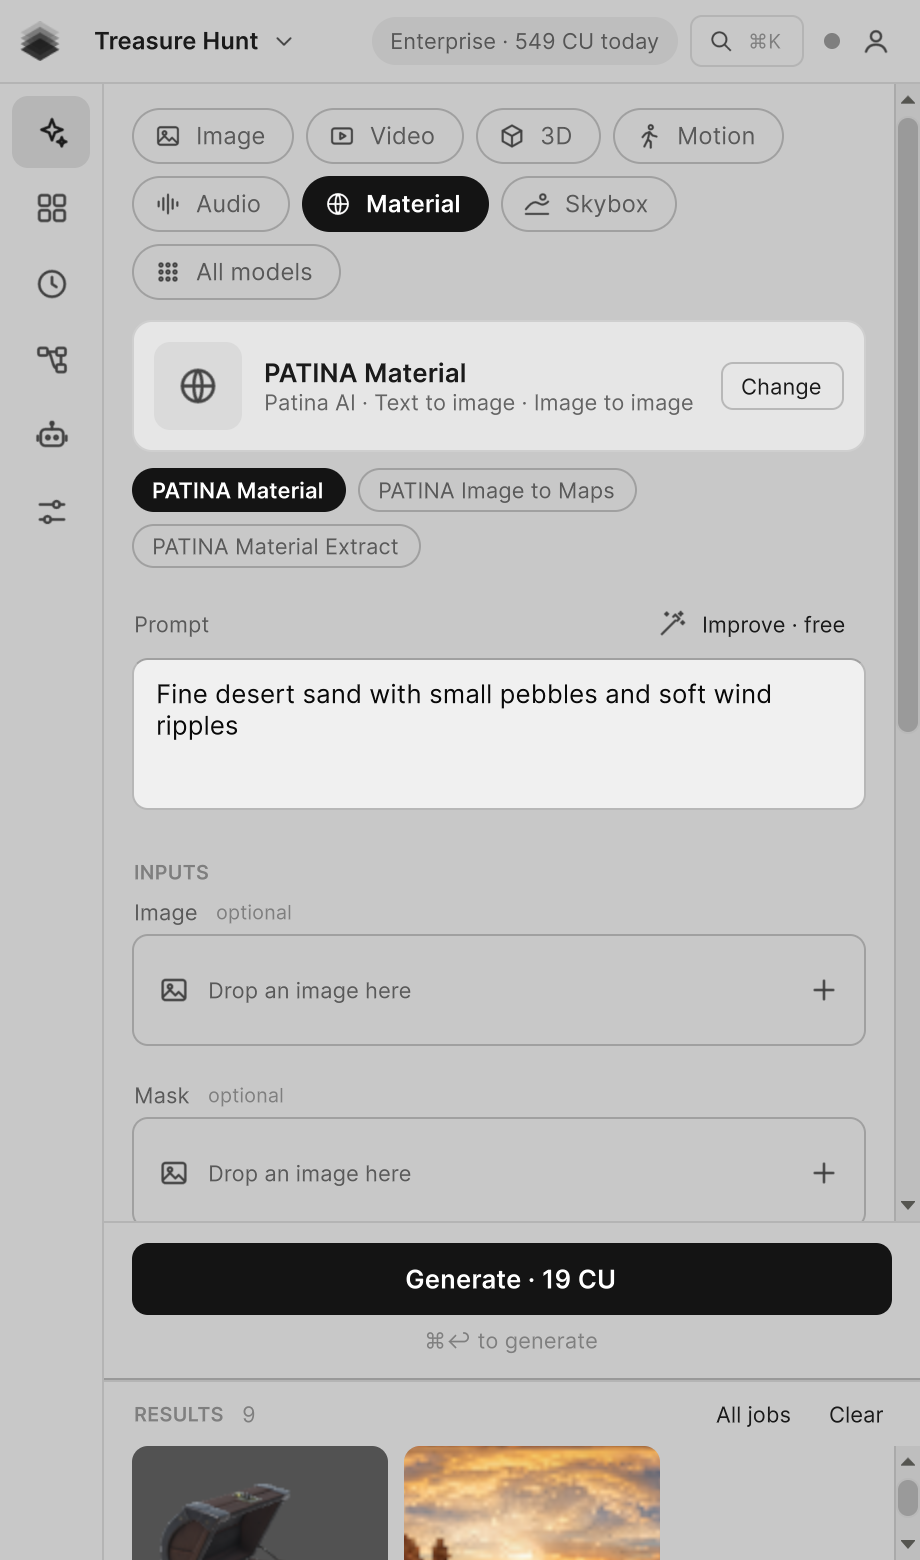 Treasure Hunt
Enterprise · 549 CU today
⌘K
Image
Video
3D
Motion
Audio
Material
Skybox
All models
PATINA Material
Patina AI · Text to image · Image to image
Change
PATINA Material
PATINA Image to Maps
PATINA Material Extract
Prompt
Improve · free
Fine desert sand with small pebbles and soft wind
ripples
INPUTS
Image optional
Drop an image here
Mask optional
Drop an image here
Generate · 19 CU
⌘↩ to generate
RESULTS 9
All jobs
Clear